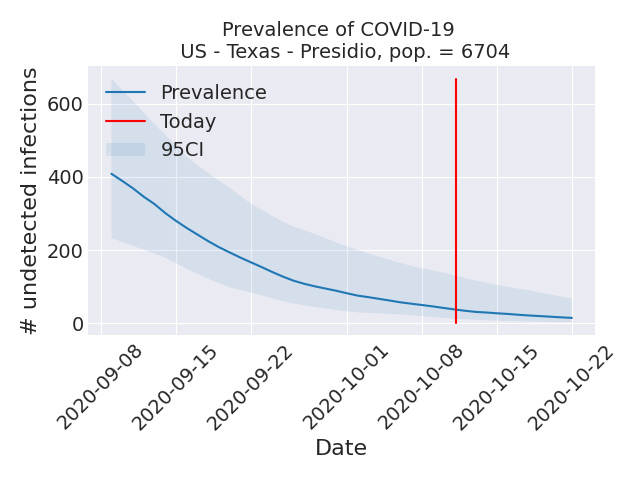 Prevalence of COVID-19
US - Texas - Presidio, pop. = 6704
# undetected infections
600
400
200
0
Prevalence
Today
95CI
2020-09-08
2020-09-15
2020-09-22
2020-10-01
2020-10-08
2020-10-15
2020-10-22
Date